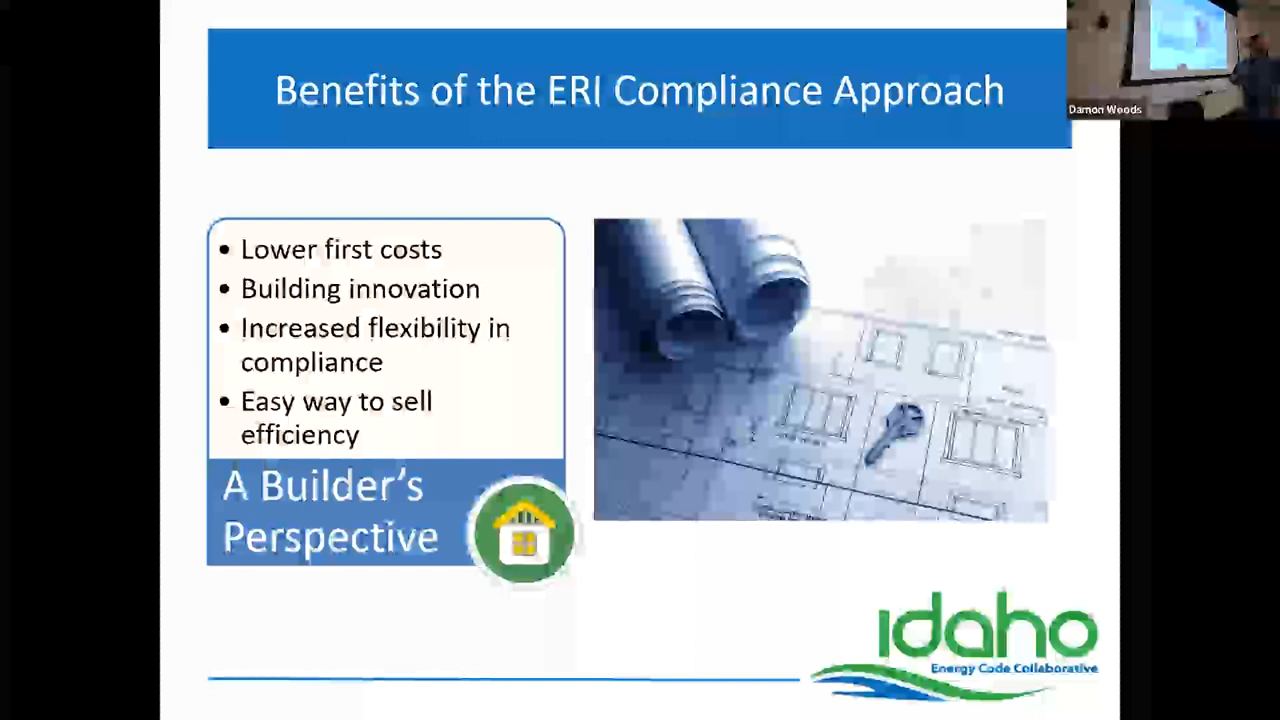 Benefits of the ERI Compliance Approach
Damon Woods
• Lower first costs
• Building innovation
• Increased flexibility in
compliance
• Easy way to sell
efficiency
A Builder's
Perspective
idaho
Energy Code Collaborative